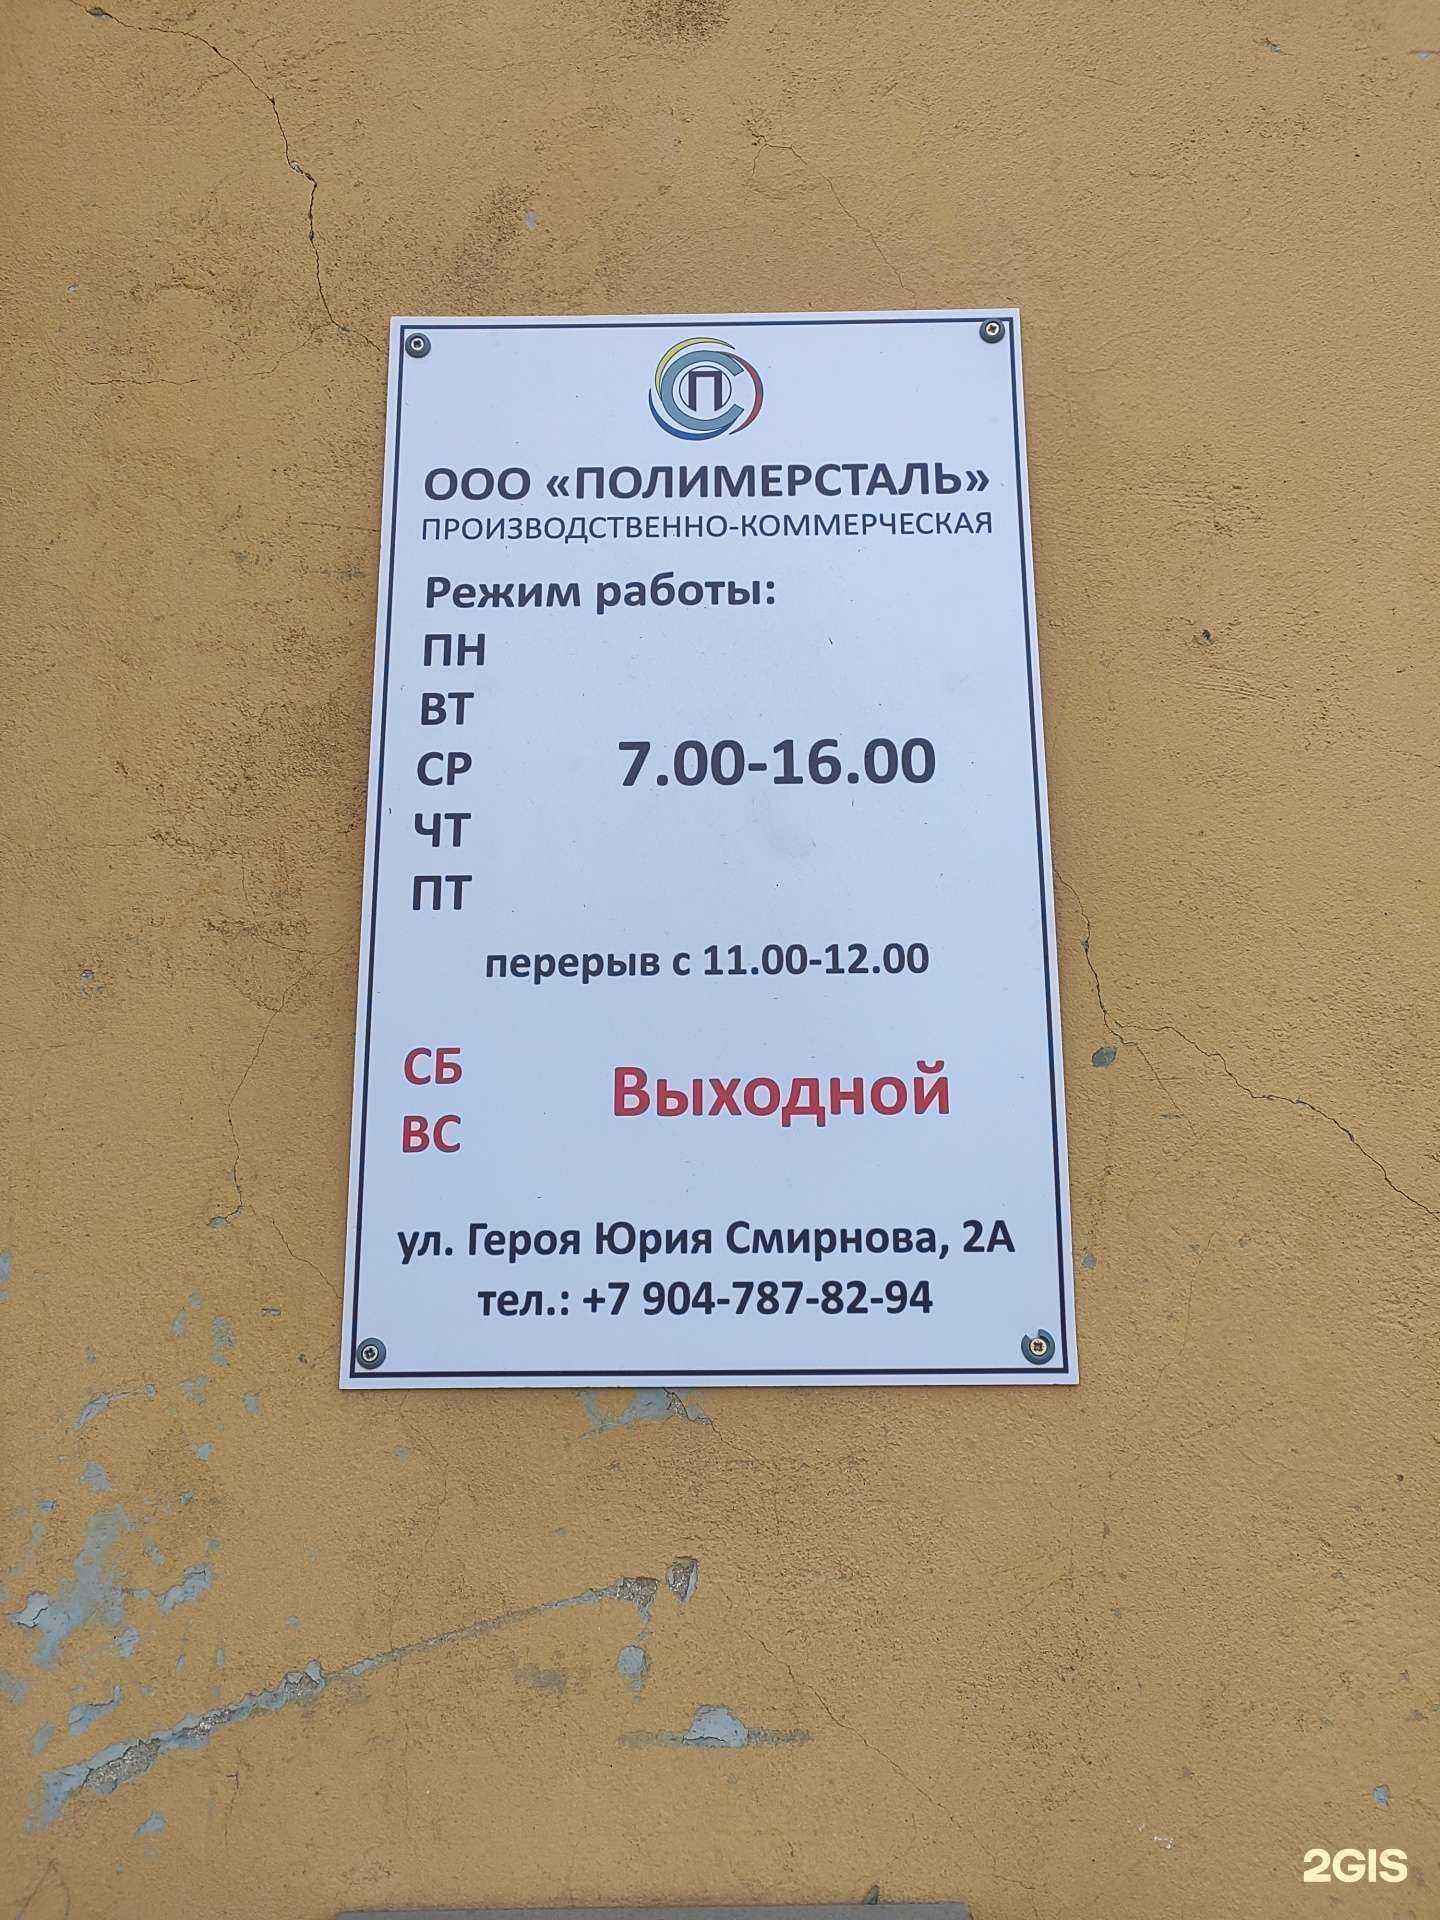 СП
ООО «ПОЛИМЕРСТАЛЬ»
ПРОИЗВОДСТВЕННО-КОММЕРЧЕСКАЯ
Режим работы:
ПН
ВТ
СР 7.00-16.00
ЧТ
ПТ
перерыв с 11.00-12.00
СБ
Выходной
ВС
ул. Героя Юрия Смирнова, 2А
тел.: +7 904-787-82-94
2GIS